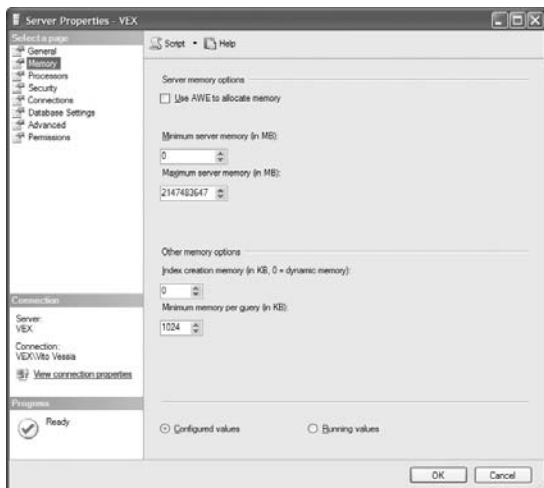 Server Properties - VEX
Select a page
General
Memory
Processors
Security
Connections
Database Settings
Advanced
Permissions
Script
Help
Server memory options
Use AWE to allocate memory
Minimum server memory (in MB):
0
Maximum server memory (in MB):
2147483647
Other memory options
Index creation memory (in KB, 0 = dynamic memory):
0
Minimum memory per query (in KB):
1024
Configured values
Running values
Connection
Server:
VEX
Connection:
VEX\Vito Vessia
View connection properties
Progress
Ready
OK
Cancel